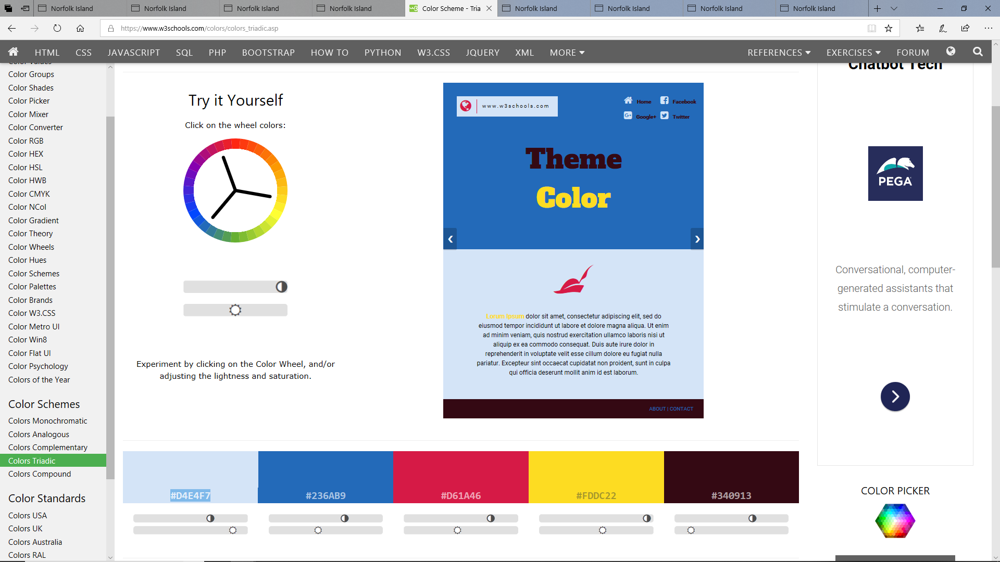 Norfolk Island
Norfolk Island
Norfolk Island
Norfolk Island
Color Scheme - Tria
Norfolk Island
Norfolk Island
Norfolk Island
Norfolk Island
https://www.w3schools.com/colors/colors_triadic.asp
HTML CSS JAVASCRIPT SQL PHP BOOTSTRAP HOW TO PYTHON W3.CSS JQUERY XML MORE REFERENCES EXERCISES FORUM
Color Values
Color Groups
Color Shades
Color Picker
Color Mixer
Color Converter
Color RGB
Color HEX
Color HSL
Color HWB
Color CMYK
Color NCol
Color Gradient
Color Theory
Color Wheels
Color Hues
Color Schemes
Color Palettes
Color Brands
Color W3.CSS
Color Metro UI
Color Win8
Color Flat UI
Color Psychology
Colors of the Year
Color Schemes
Colors Monochromatic
Colors Analogous
Colors Complementary
Colors Triadic
Colors Compound
Color Standards
Colors USA
Colors UK
Colors Australia
Colors RAL
Try it Yourself
Click on the wheel colors:
Experiment by clicking on the Color Wheel, and/or
adjusting the lightness and saturation.
www.w3schools.com
Home Facebook
Google+ Twitter
Theme
Color
❮ ❯
Lorum Ipsum dolor sit amet, consectetur adipiscing elit, sed do
eiusmod tempor incididunt ut labore et dolore magna aliqua. Ut enim
ad minim veniam, quis nostrud exercitation ullamco laboris nisi ut
aliquip ex ea commodo consequat. Duis aute irure dolor in
reprehenderit in voluptate velit esse cillum dolore eu fugiat nulla
pariatur. Excepteur sint occaecat cupidatat non proident, sunt in culpa
qui officia deserunt mollit anim id est laborum.
ABOUT | CONTACT
#D4E4F7 #236AB9 #D61A46 #FDDC22 #340913
Chatbot Tech
PEGA
Conversational, computer-
generated assistants that
stimulate a conversation.
COLOR PICKER